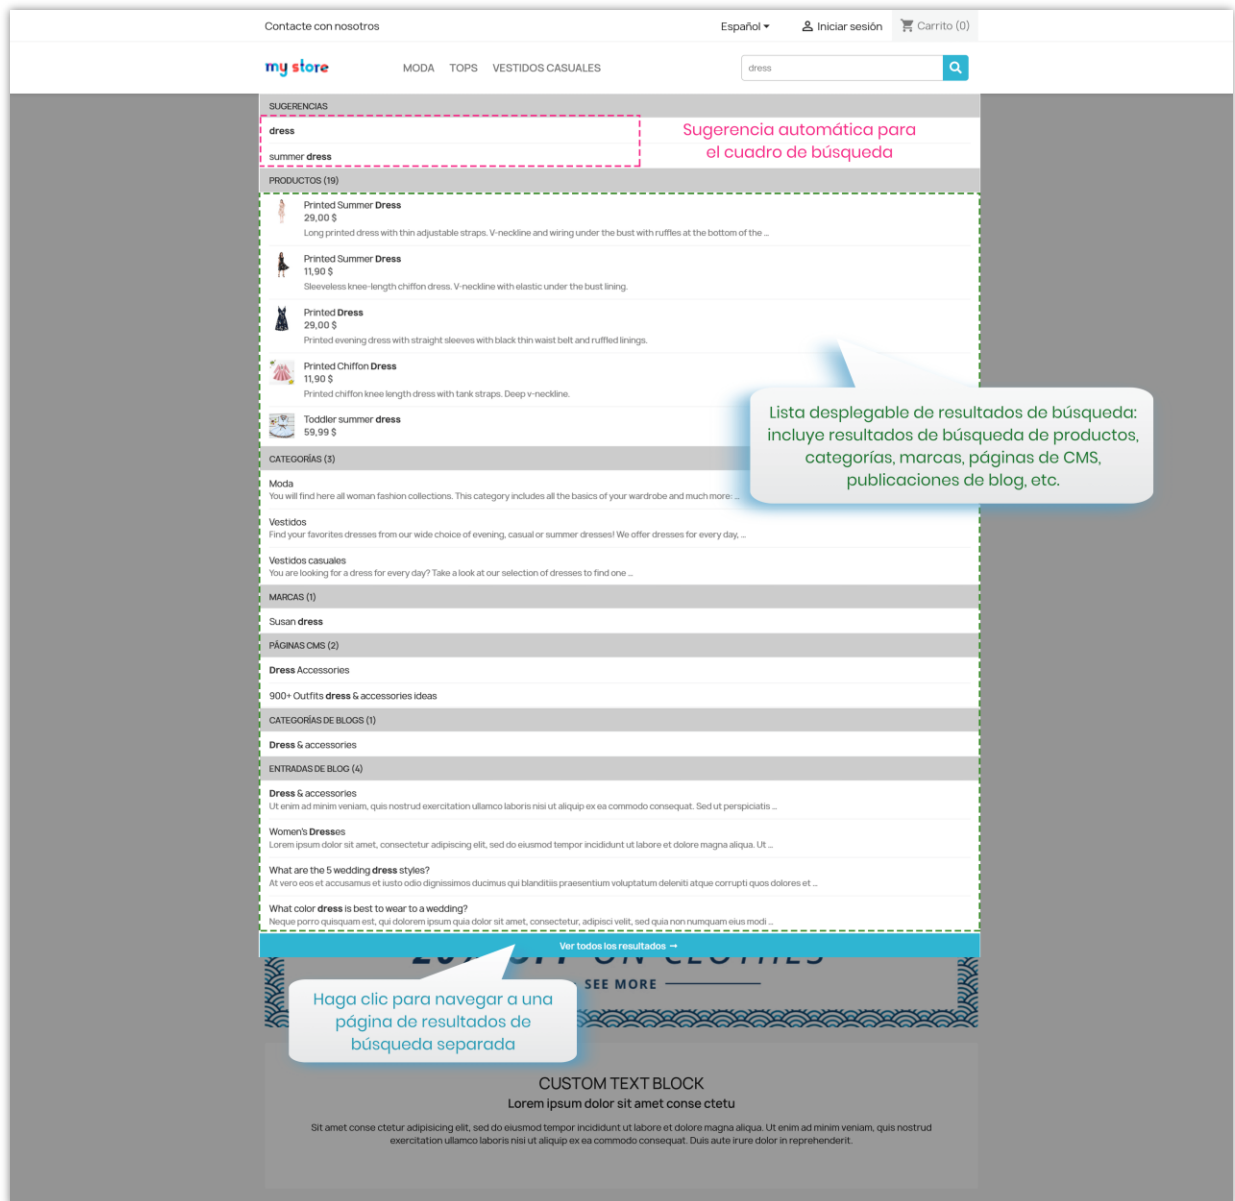 Contacte con nosotros
Español
Iniciar sesión
Carrito (0)
my store
MODA
TOPS
VESTIDOS CASUALES
dress
SUGERENCIAS
dress
summer dress
Sugerencia automática para
el cuadro de búsqueda
PRODUCTOS (19)
Printed Summer Dress
29,00 $
Long printed dress with thin adjustable straps. V-neckline and wiring under the bust with ruffles at the bottom of the ...
Printed Summer Dress
11,90 $
Sleeveless knee-length chiffon dress. V-neckline with elastic under the bust lining.
Printed Dress
29,00 $
Printed evening dress with straight sleeves with black thin waist belt and ruffled linings.
Printed Chiffon Dress
11,90 $
Printed chiffon knee length dress with tank straps. Deep v-neckline.
Toddler summer dress
59,99 $
Lista desplegable de resultados de búsqueda:
incluye resultados de búsqueda de productos,
categorías, marcas, páginas de CMS,
publicaciones de blog, etc.
CATEGORÍAS (3)
Moda
You will find here all woman fashion collections. This category includes all the basics of your wardrobe and much more: ...
Vestidos
Find your favorites dresses from our wide choice of evening, casual or summer dresses! We offer dresses for every day, ...
Vestidos casuales
You are looking for a dress for every day? Take a look at our selection of dresses to find one ...
MARCAS (1)
Susan dress
PÁGINAS CMS (2)
Dress Accessories
900+ Outfits dress & accessories ideas
CATEGORÍAS DE BLOGS (1)
Dress & accessories
ENTRADAS DE BLOG (4)
Dress & accessories
Ut enim ad minim veniam, quis nostrud exercitation ullamco laboris nisi ut aliquip ex ea commodo consequat. Sed ut perspiciatis ...
Women's Dresses
Lorem ipsum dolor sit amet, consectetur adipiscing elit, sed do eiusmod tempor incididunt ut labore et dolore magna aliqua. Ut ...
What are the 5 wedding dress styles?
At vero eos et accusamus et iusto odio dignissimos ducimus qui blanditiis praesentium voluptatum deleniti atque corrupti quos dolores et ...
What color dress is best to wear to a wedding?
Neque porro quisquam est, qui dolorem ipsum quia dolor sit amet, consectetur, adipisci velit, sed quia non numquam eius modi ...
Ver todos los resultados →
ON CLOTHES
SEE MORE
Haga clic para navegar a una
página de resultados de
búsqueda separada
CUSTOM TEXT BLOCK
Lorem ipsum dolor sit amet conse ctetu
Sit amet conse ctetur adipisicing elit, sed do eiusmod tempor incididunt ut labore et dolore magna aliqua. Ut enim ad minim veniam, quis nostrud
exercitation ullamco laboris nisi ut aliquip ex ea commodo consequat. Duis aute irure dolor in reprehenderit.